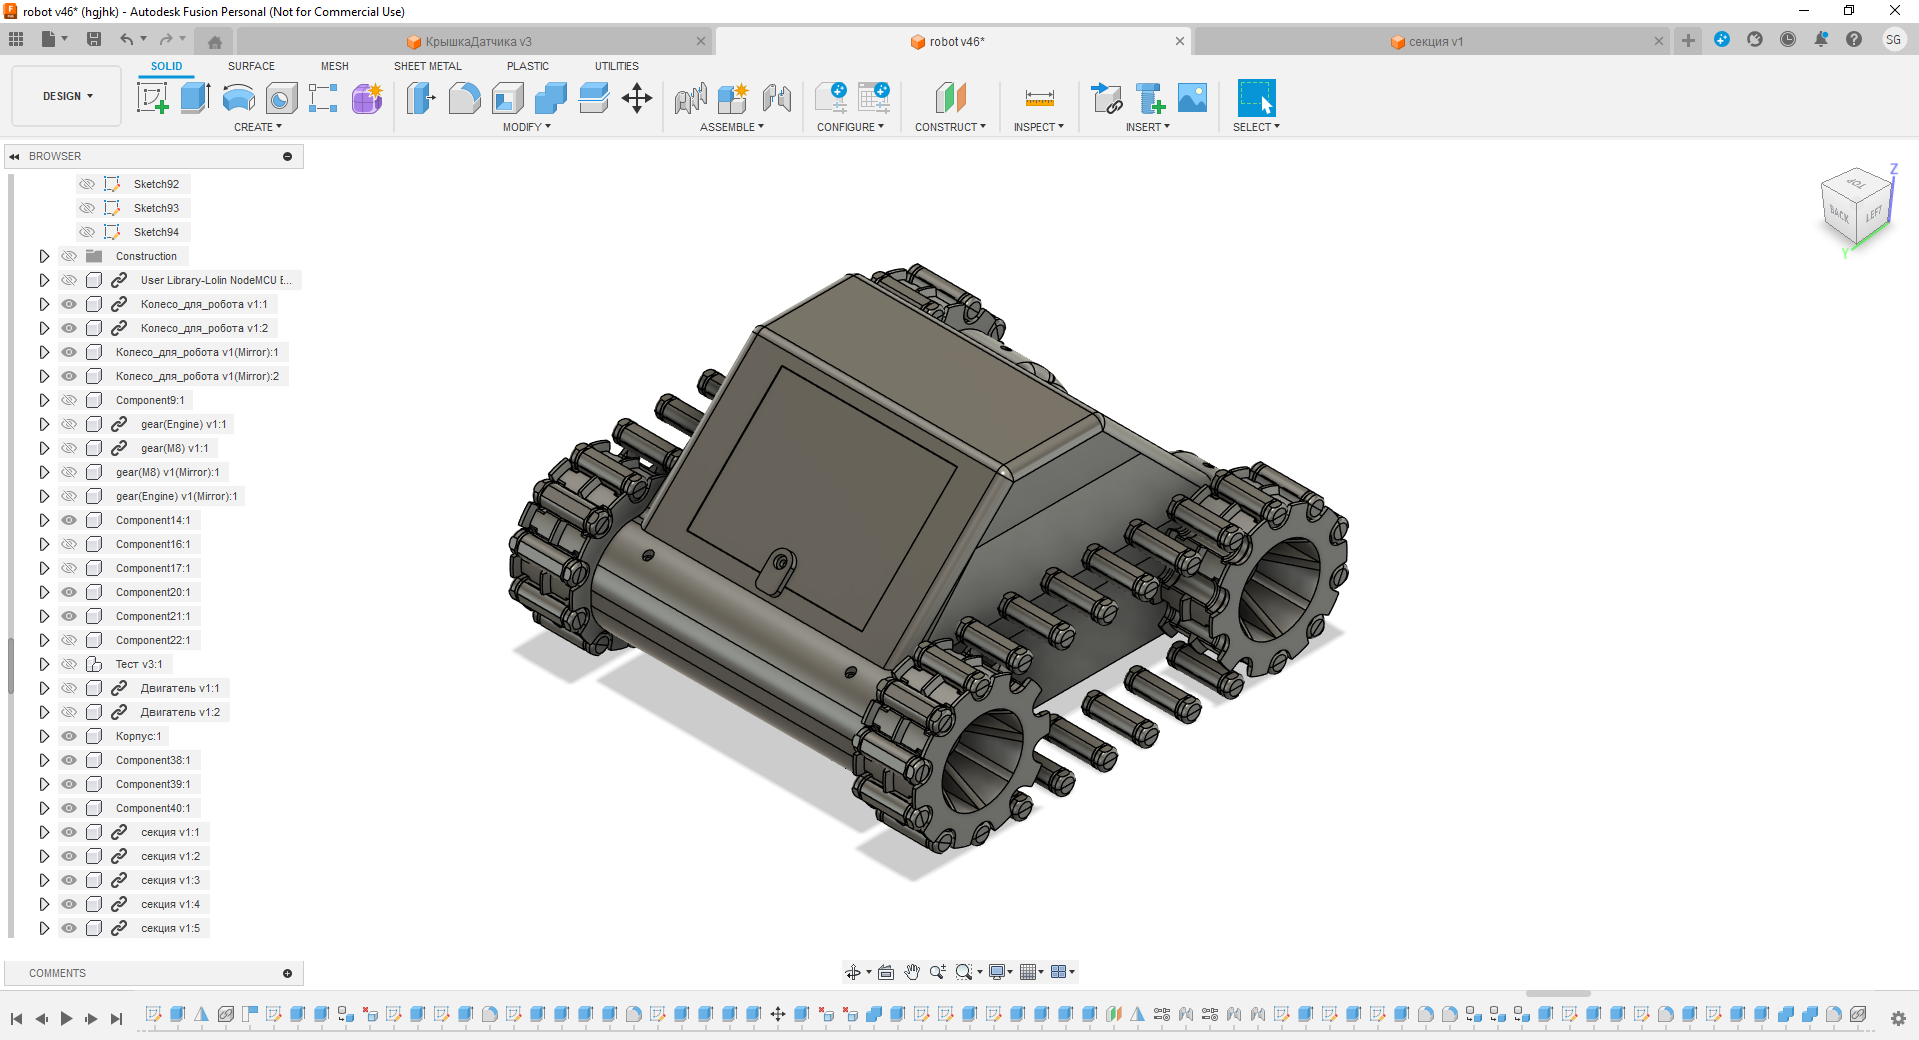 robot v46* (hgjhk) - Autodesk Fusion Personal (Not for Commercial Use)
КрышкаДатчика v3
robot v46*
секция v1
SG
SOLID
SURFACE
MESH
SHEET METAL
PLASTIC
UTILITIES
DESIGN
CREATE
MODIFY
ASSEMBLE
CONFIGURE
CONSTRUCT
INSPECT
INSERT
SELECT
BROWSER
Sketch92
Sketch93
Sketch94
Construction
User Library-Lolin NodeMCU E...
Колесо_для_робота v1:1
Колесо_для_робота v1:2
Колесо_для_робота v1(Mirror):1
Колесо_для_робота v1(Mirror):2
Component9:1
gear(Engine) v1:1
gear(M8) v1:1
gear(M8) v1(Mirror):1
gear(Engine) v1(Mirror):1
Component14:1
Component16:1
Component17:1
Component20:1
Component21:1
Component22:1
Тест v3:1
Двигатель v1:1
Двигатель v1:2
Корпус:1
Component38:1
Component39:1
Component40:1
секция v1:1
секция v1:2
секция v1:3
секция v1:4
секция v1:5
COMMENTS
TOP
BACK
LEFT
Z
Y